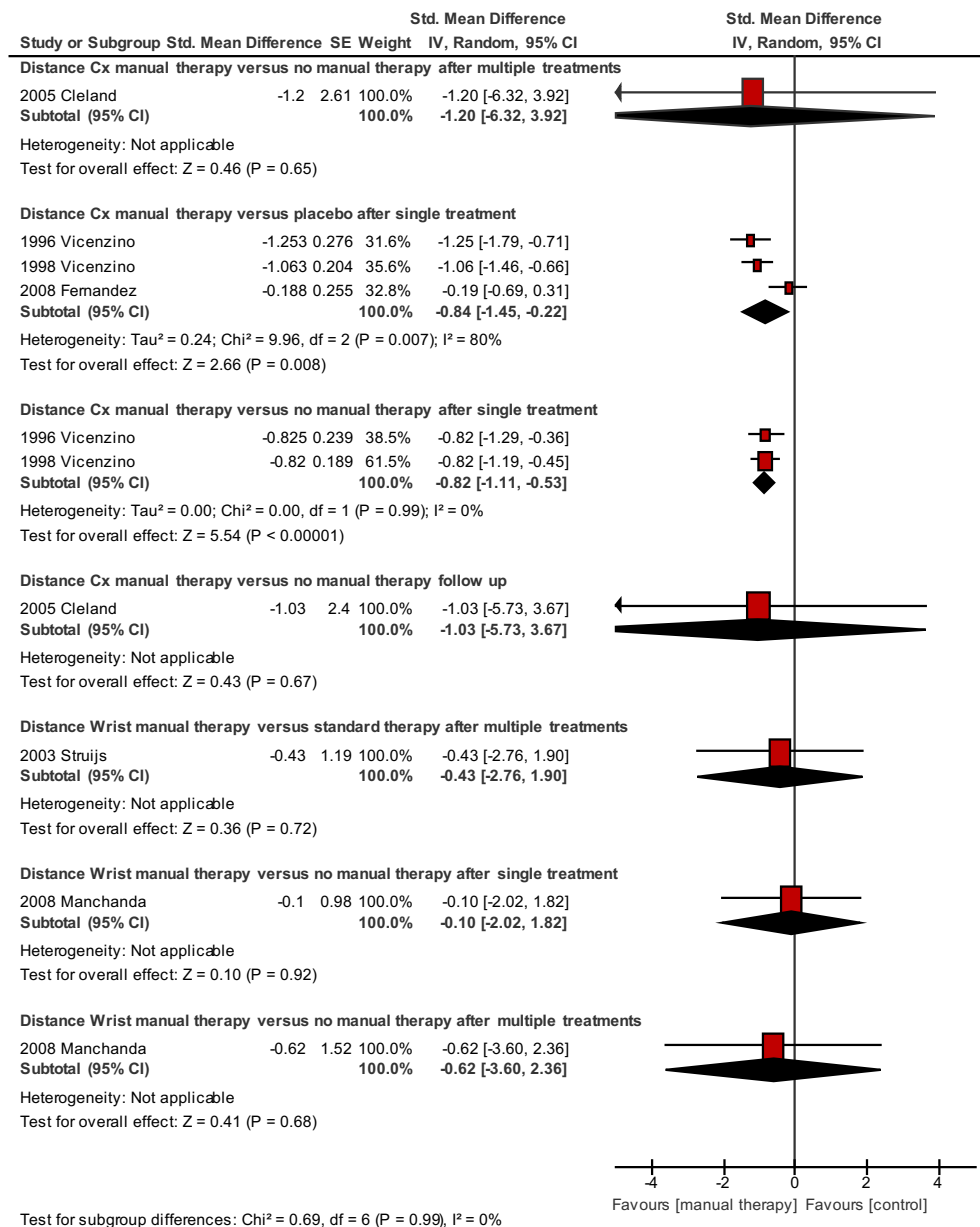 Std. Mean Difference Std. Mean Difference
Study or Subgroup Std. Mean Difference SE Weight IV, Random, 95% CI IV, Random, 95% CI
Distance Cx manual therapy versus no manual therapy after multiple treatments
2005 Cleland -1.2 2.61 100.0% -1.20 [-6.32, 3.92]
Subtotal (95% CI) 100.0% -1.20 [-6.32, 3.92]
Heterogeneity: Not applicable
Test for overall effect: Z = 0.46 (P = 0.65)
Distance Cx manual therapy versus placebo after single treatment
1996 Vicenzino -1.253 0.276 31.6% -1.25 [-1.79, -0.71]
1998 Vicenzino -1.063 0.204 35.6% -1.06 [-1.46, -0.66]
2008 Fernandez -0.188 0.255 32.8% -0.19 [-0.69, 0.31]
Subtotal (95% CI) 100.0% -0.84 [-1.45, -0.22]
Heterogeneity: Tau² = 0.24; Chi² = 9.96, df = 2 (P = 0.007); I² = 80%
Test for overall effect: Z = 2.66 (P = 0.008)
Distance Cx manual therapy versus no manual therapy after single treatment
1996 Vicenzino -0.825 0.239 38.5% -0.82 [-1.29, -0.36]
1998 Vicenzino -0.82 0.189 61.5% -0.82 [-1.19, -0.45]
Subtotal (95% CI) 100.0% -0.82 [-1.11, -0.53]
Heterogeneity: Tau² = 0.00; Chi² = 0.00, df = 1 (P = 0.99); I² = 0%
Test for overall effect: Z = 5.54 (P < 0.00001)
Distance Cx manual therapy versus no manual therapy follow up
2005 Cleland -1.03 2.4 100.0% -1.03 [-5.73, 3.67]
Subtotal (95% CI) 100.0% -1.03 [-5.73, 3.67]
Heterogeneity: Not applicable
Test for overall effect: Z = 0.43 (P = 0.67)
Distance Wrist manual therapy versus standard therapy after multiple treatments
2003 Struijs -0.43 1.19 100.0% -0.43 [-2.76, 1.90]
Subtotal (95% CI) 100.0% -0.43 [-2.76, 1.90]
Heterogeneity: Not applicable
Test for overall effect: Z = 0.36 (P = 0.72)
Distance Wrist manual therapy versus no manual therapy after single treatment
2008 Manchanda -0.1 0.98 100.0% -0.10 [-2.02, 1.82]
Subtotal (95% CI) 100.0% -0.10 [-2.02, 1.82]
Heterogeneity: Not applicable
Test for overall effect: Z = 0.10 (P = 0.92)
Distance Wrist manual therapy versus no manual therapy after multiple treatments
2008 Manchanda -0.62 1.52 100.0% -0.62 [-3.60, 2.36]
Subtotal (95% CI) 100.0% -0.62 [-3.60, 2.36]
Heterogeneity: Not applicable
Test for overall effect: Z = 0.41 (P = 0.68)
-4 -2 0 2 4
Favours [manual therapy] Favours [control]
Test for subgroup differences: Chi² = 0.69, df = 6 (P = 0.99), I² = 0%